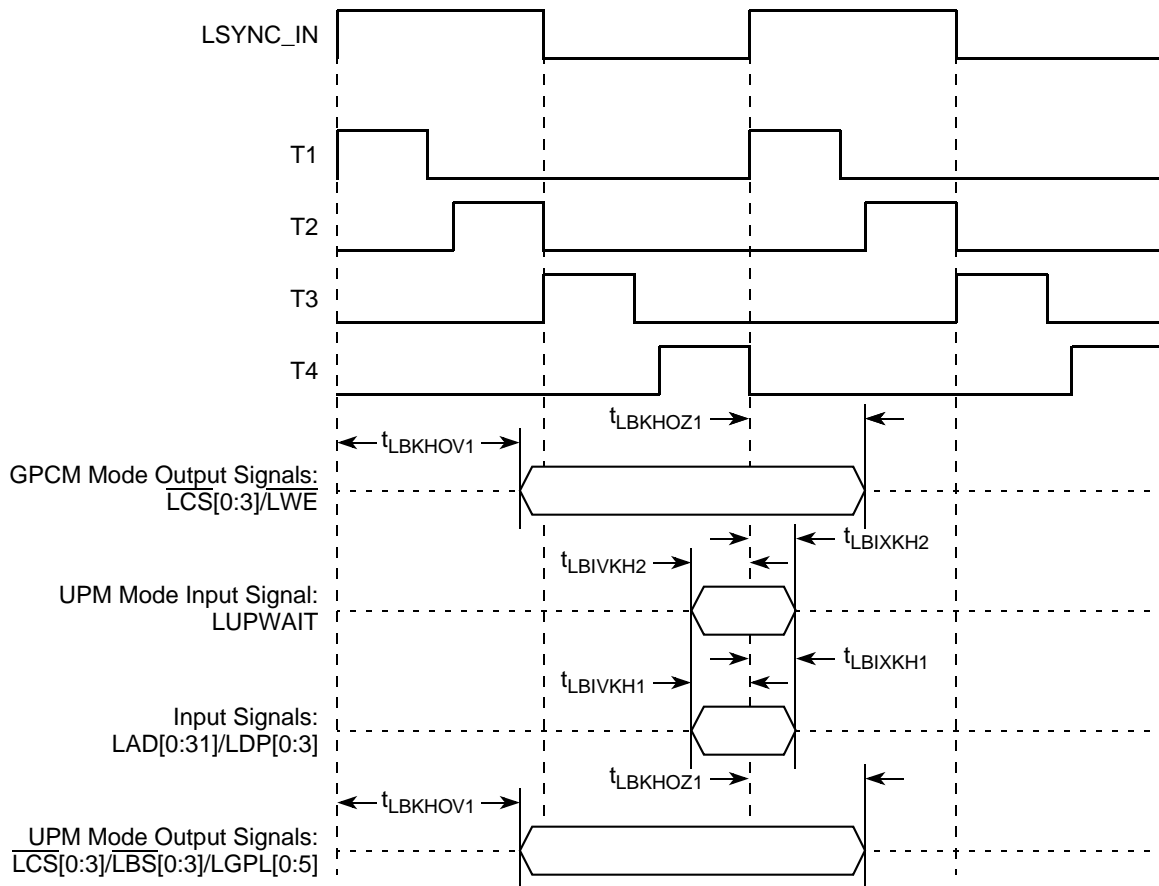 LSYNC_IN
T1
T2
T3
T4
tLBKHOZ1
tLBKHOV1
GPCM Mode Output Signals:
LCS[0:3]/LWE
tLBIXKH2
tLBIVKH2
UPM Mode Input Signal:
LUPWAIT
tLBIXKH1
tLBIVKH1
Input Signals:
LAD[0:31]/LDP[0:3]
tLBKHOZ1
tLBKHOV1
UPM Mode Output Signals:
LCS[0:3]/LBS[0:3]/LGPL[0:5]